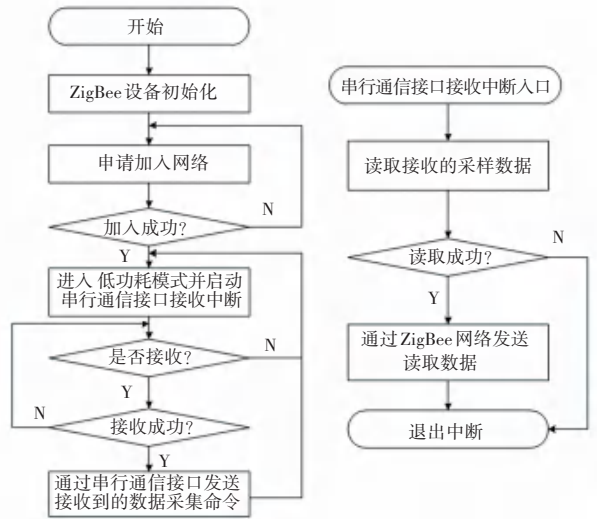 开始
ZigBee设备初始化
申请加入网络
加入成功?
N
Y
进入 低功耗模式并启动
串行通信接口接收中断
是否接收?
N
Y
N
接收成功?
Y
通过串行通信接口发送
接收到的数据采集命令
串行通信接口接收中断入口
读取接收的采样数据
读取成功?
N
Y
通过ZigBee网络发送
读取数据
退出中断